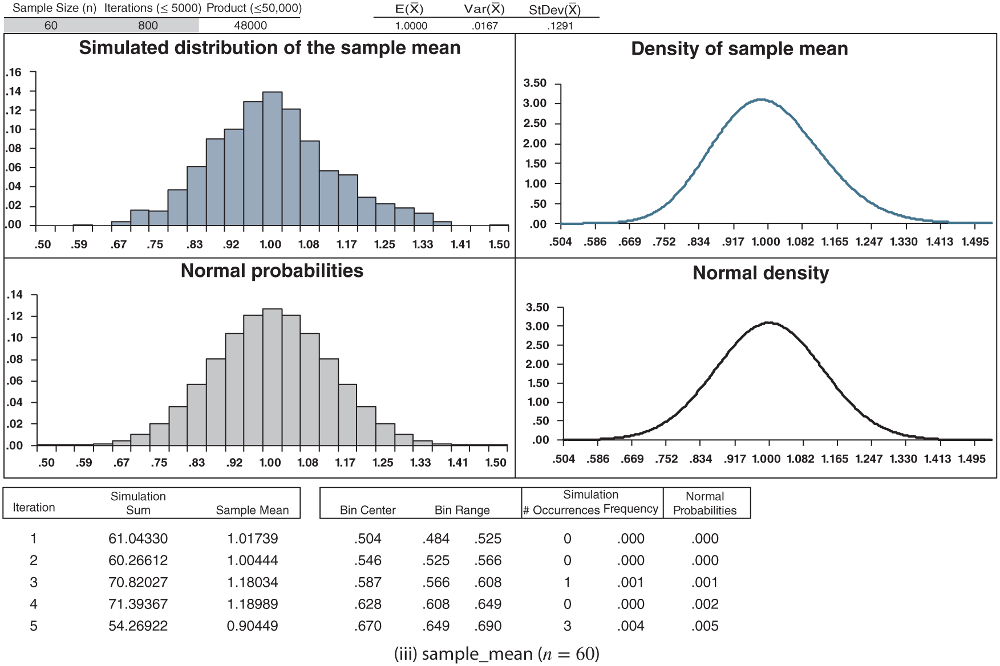 Sample Size (n) Iterations (≤ 5000) Product (≤50,000) E(X̅) Var(X̅) StDev(X̅)
60 800 48000 1.0000 .0167 .1291
Simulated distribution of the sample mean
.16
.14
.12
.10
.08
.06
.04
.02
.00
.50 .59 .67 .75 .83 .92 1.00 1.08 1.17 1.25 1.33 1.41 1.50
Density of sample mean
3.50
3.00
2.50
2.00
1.50
1.00
.50
.00
.504 .586 .669 .752 .834 .917 1.000 1.082 1.165 1.247 1.330 1.413 1.495
Normal probabilities
.14
.12
.10
.08
.06
.04
.02
.00
.50 .59 .67 .75 .83 .92 1.00 1.08 1.17 1.25 1.33 1.41 1.50
Normal density
3.50
3.00
2.50
2.00
1.50
1.00
.50
.00
.504 .586 .669 .752 .834 .917 1.000 1.082 1.165 1.247 1.330 1.413 1.495
Simulation
Iteration Sum Sample Mean
1 61.04330 1.01739
2 60.26612 1.00444
3 70.82027 1.18034
4 71.39367 1.18989
5 54.26922 0.90449
Simulation Normal
Bin Center Bin Range # Occurrences Frequency Probabilities
.504 .484 .525 0 .000 .000
.546 .525 .566 0 .000 .000
.587 .566 .608 1 .001 .001
.628 .608 .649 0 .000 .002
.670 .649 .690 3 .004 .005
(iii) sample_mean (n = 60)